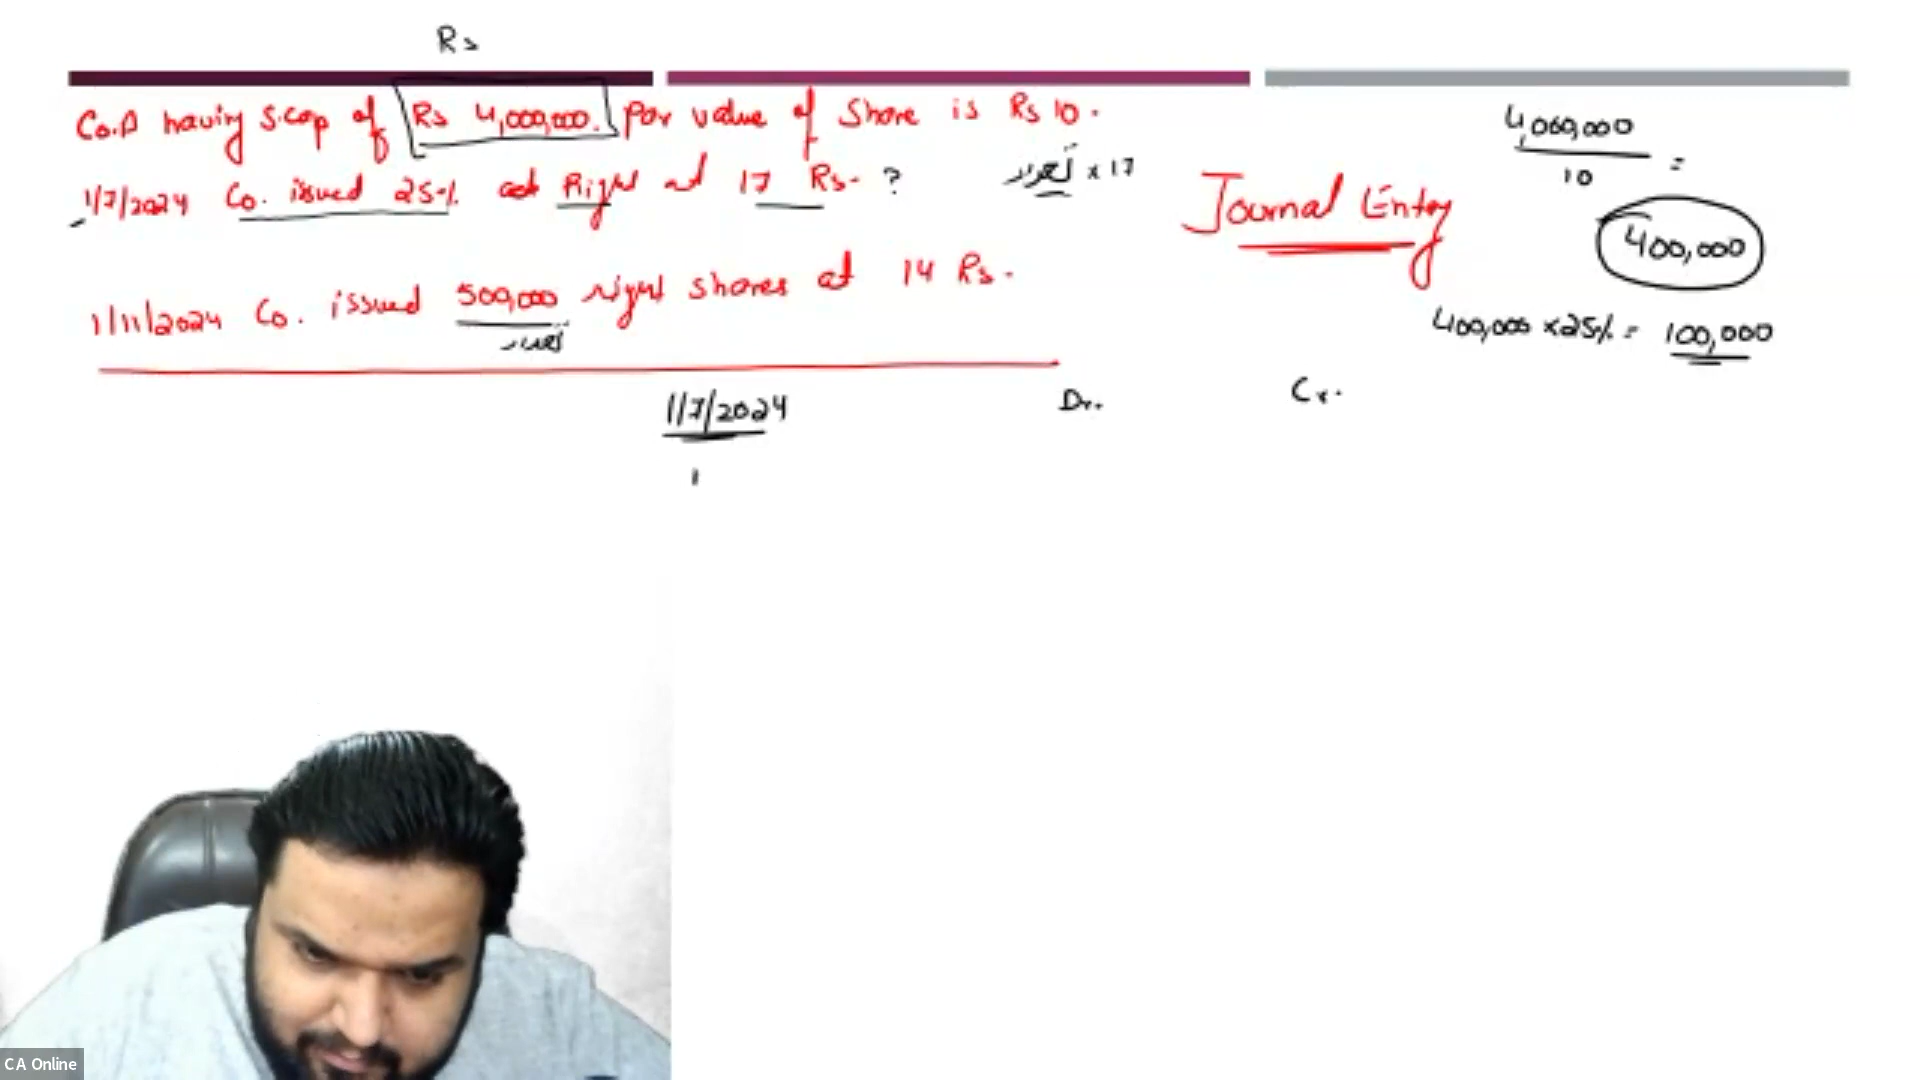 Rs
Co.A having S.cap of Rs 4,000,000. Par value of Share is Rs 10.
1/7/2024 Co. issued 25% Right at 17 Rs. ?
تعداد × 17
1/11/2024 Co. issued 500,000 right shares at 14 Rs.
تعداد
Journal Entry
4,000,000
10
=
400,000
400,000 × 25% = 100,000
1/7/2024 Dr. Cr.
CA Online